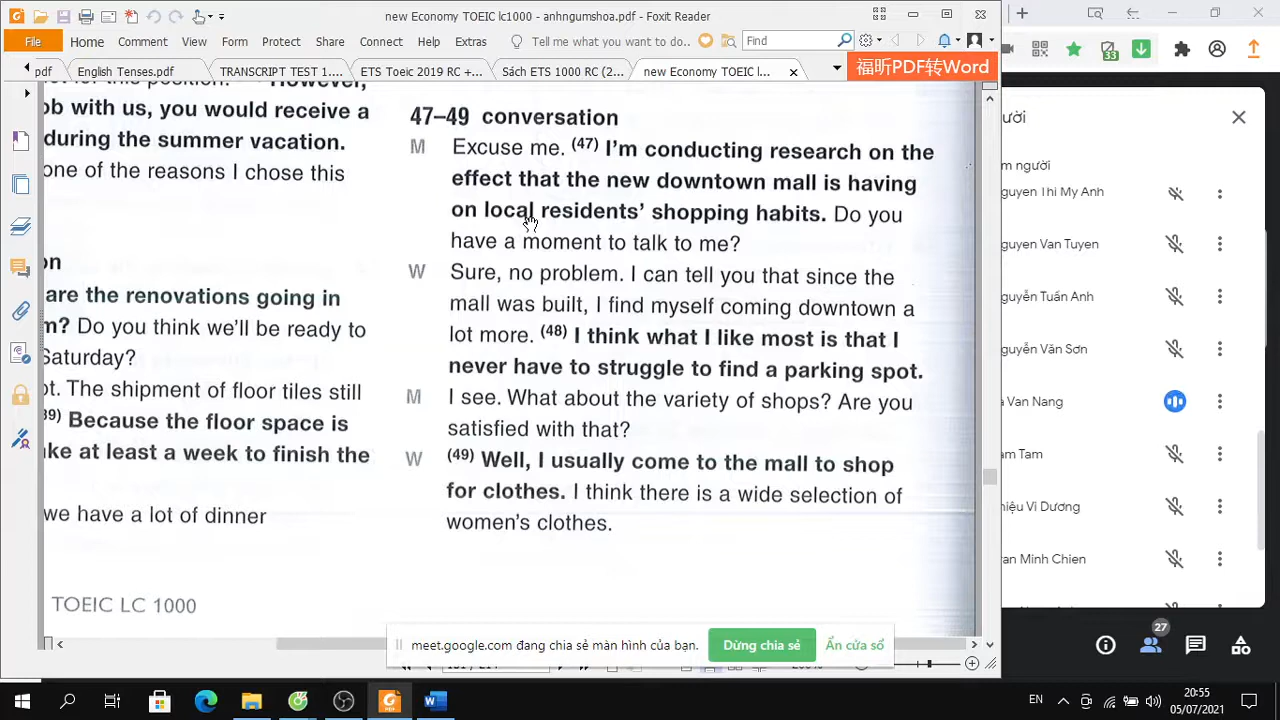 new Economy TOEIC lc1000 - anhngumshoa.pdf - Foxit Reader
File Home Comment View Form Protect Share Connect Help Extras Tell me what you want to do.. Find
pdf English Tenses.pdf TRANSCRIPT TEST 1.... ETS Toeic 2019 RC +... Sách ETS 1000 RC (2... new Economy TOEIC l...
福昕PDF转Word
33
However,
ob with us, you would receive a
during the summer vacation.
one of the reasons I chose this
on
are the renovations going in
m? Do you think we'll be ready to
Saturday?
ot. The shipment of floor tiles still
39) Because the floor space is
ake at least a week to finish the
we have a lot of dinner
TOEIC LC 1000
47–49 conversation
M Excuse me. (47) I'm conducting research on the
effect that the new downtown mall is having
on local residents' shopping habits. Do you
have a moment to talk to me?
W Sure, no problem. I can tell you that since the
mall was built, I find myself coming downtown a
lot more. (48) I think what I like most is that I
never have to struggle to find a parking spot.
M I see. What about the variety of shops? Are you
satisfied with that?
W (49) Well, I usually come to the mall to shop
for clothes. I think there is a wide selection of
women's clothes.
meet.google.com đang chia sẻ màn hình của bạn. Dừng chia sẻ Ẩn cửa sổ
ười
m người
guyen Thi My Anh
guyen Van Tuyen
guyễn Tuấn Anh
guyễn Văn Sơn
a Van Nang
am Tam
hiệu Vĩ Dương
ran Minh Chien
27
EN
20:55
05/07/2021